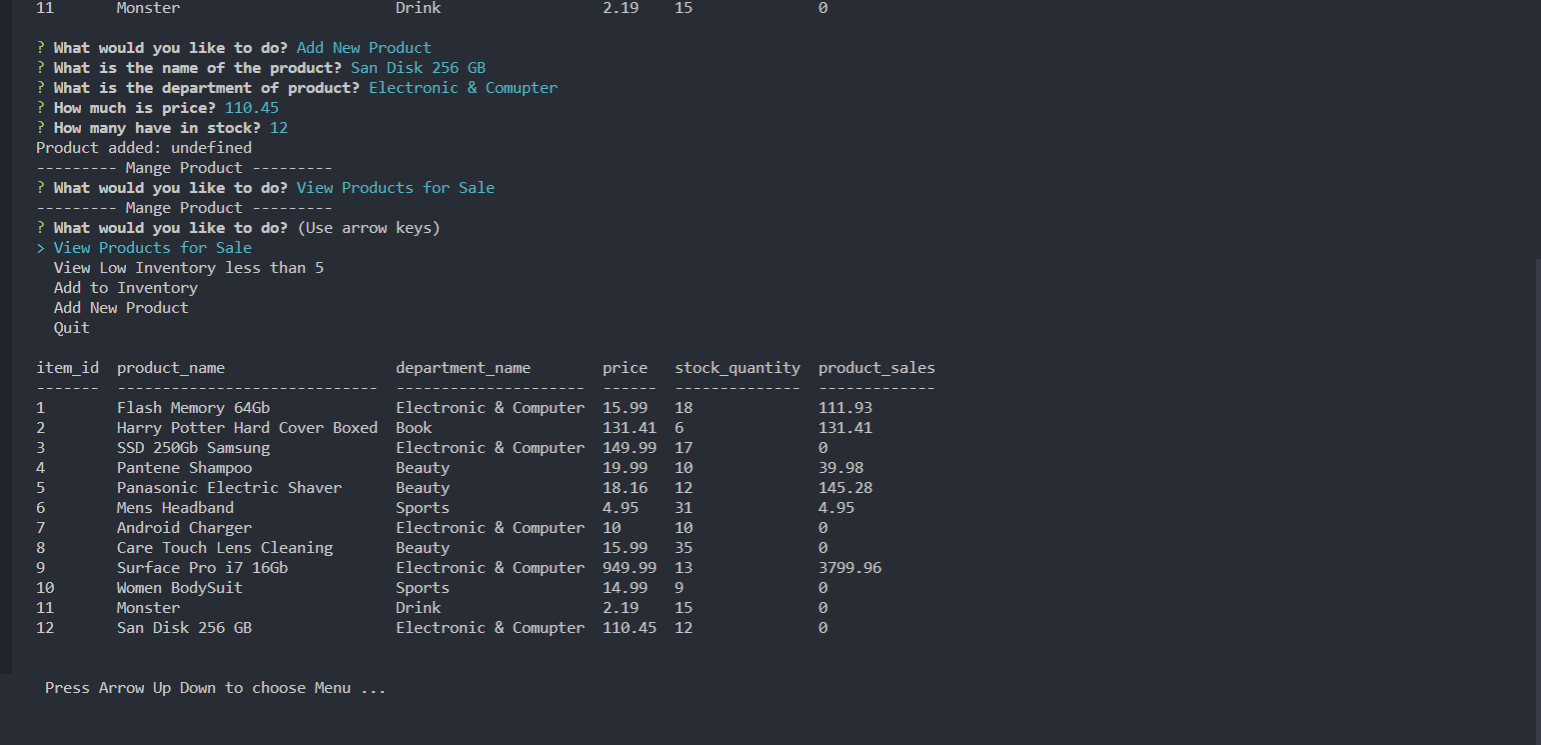 11       Monster                        Drink                  2.19    15              0
? What would you like to do? Add New Product
? What is the name of the product? San Disk 256 GB
? What is the department of product? Electronic & Comupter
? How much is price? 110.45
? How many have in stock? 12
Product added: undefined
--------- Mange Product ---------
? What would you like to do? View Products for Sale
--------- Mange Product ---------
? What would you like to do? (Use arrow keys)
> View Products for Sale
  View Low Inventory less than 5
  Add to Inventory
  Add New Product
  Quit
item_id  product_name                   department_name        price   stock_quantity  product_sales
-------  -----------------------------  ---------------------  ------  --------------  -------------
1        Flash Memory 64Gb              Electronic & Computer  15.99   18              111.93
2        Harry Potter Hard Cover Boxed  Book                   131.41  6               131.41
3        SSD 250Gb Samsung              Electronic & Computer  149.99  17              0
4        Pantene Shampoo                Beauty                 19.99   10              39.98
5        Panasonic Electric Shaver      Beauty                 18.16   12              145.28
6        Mens Headband                  Sports                 4.95    31              4.95
7        Android Charger                Electronic & Computer  10      10              0
8        Care Touch Lens Cleaning       Beauty                 15.99   35              0
9        Surface Pro i7 16Gb            Electronic & Computer  949.99  13              3799.96
10       Women BodySuit                 Sports                 14.99   9               0
11       Monster                        Drink                  2.19    15              0
12       San Disk 256 GB                Electronic & Comupter  110.45  12              0
Press Arrow Up Down to choose Menu ...